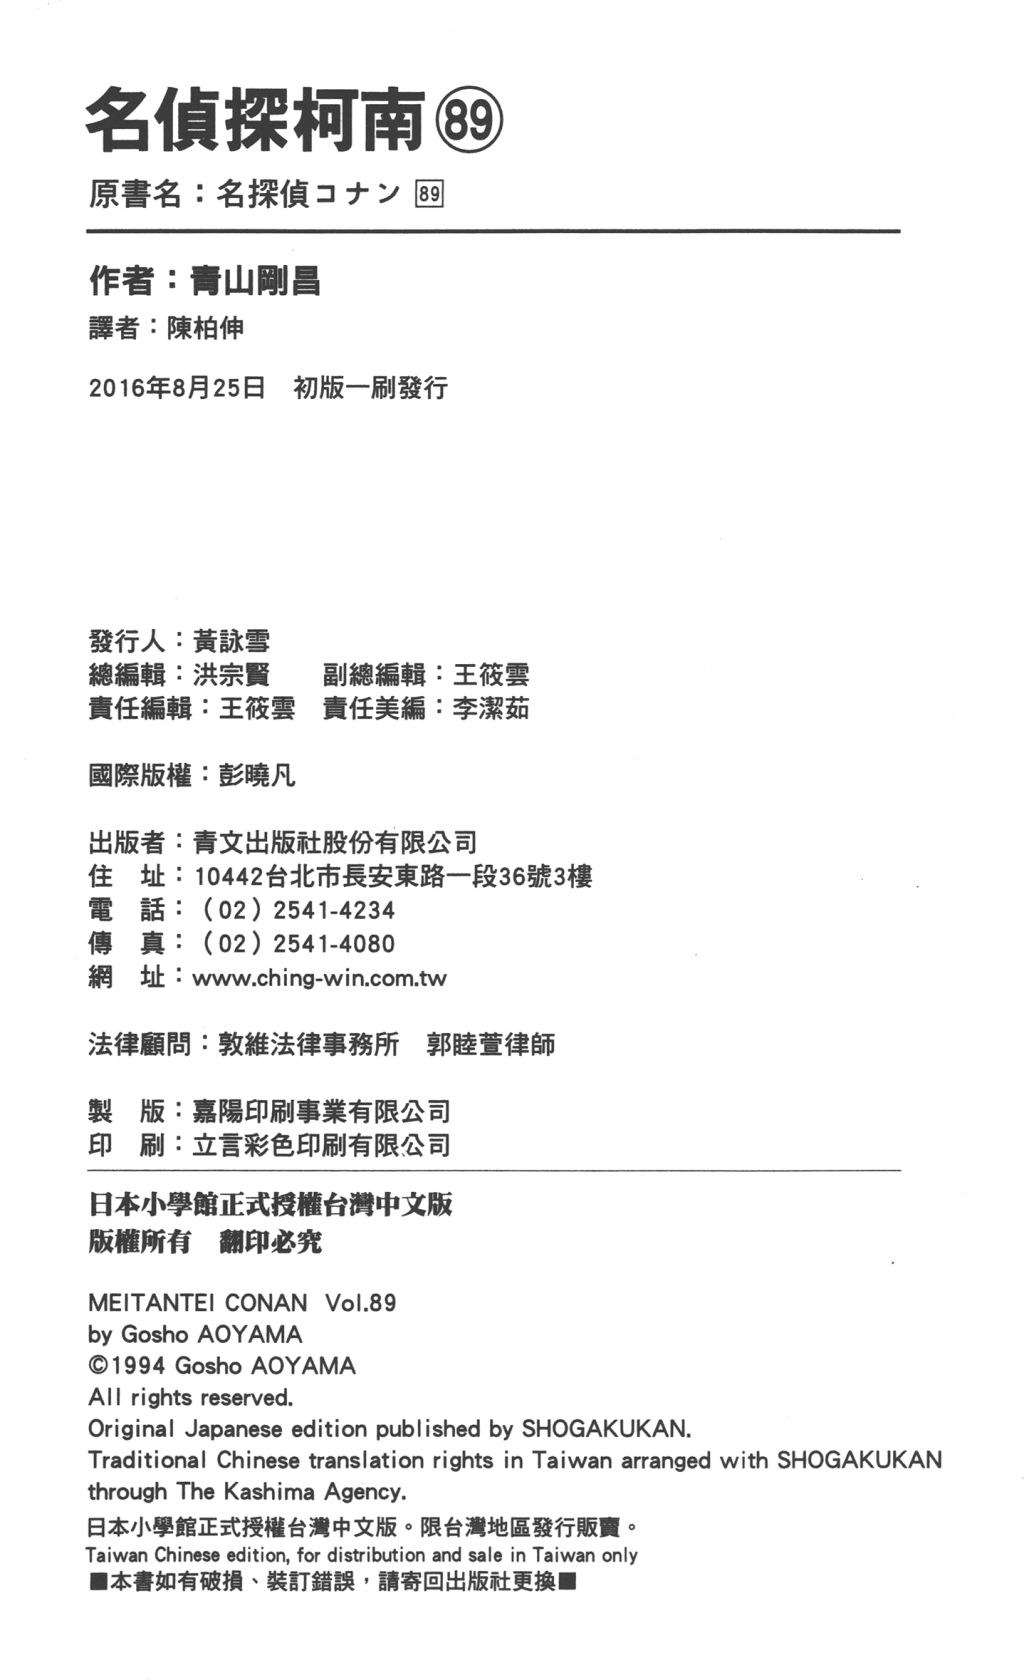 名偵探柯南89
原書名：名探偵コナン 89
作者：青山剛昌
譯者：陳柏伸
2016年8月25日　初版一刷發行
發行人：黃詠雪
總編輯：洪宗賢　　副總編輯：王筱雲
責任編輯：王筱雲　責任美編：李潔茹
國際版權：彭曉凡
出版者：青文出版社股份有限公司
住　址：10442台北市長安東路一段36號3樓
電　話：（02）2541-4234
傳　真：（02）2541-4080
網　址：www.ching-win.com.tw
法律顧問：敦維法律事務所　郭睦萱律師
製　版：嘉陽印刷事業有限公司
印　刷：立言彩色印刷有限公司
日本小學館正式授權台灣中文版
版權所有　翻印必究
MEITANTEI CONAN Vol.89
by Gosho AOYAMA
©1994 Gosho AOYAMA
All rights reserved.
Original Japanese edition published by SHOGAKUKAN.
Traditional Chinese translation rights in Taiwan arranged with SHOGAKUKAN
through The Kashima Agency.
日本小學館正式授權台灣中文版。限台灣地區發行販賣。
Taiwan Chinese edition, for distribution and sale in Taiwan only
■本書如有破損、裝訂錯誤，請寄回出版社更換■